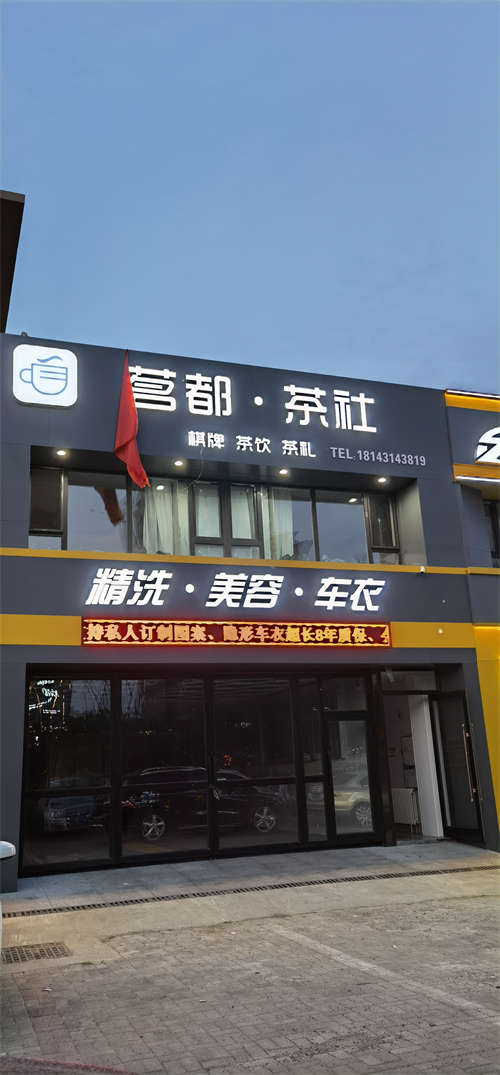 茗都·茶社
棋牌 茶饮 茶礼 TEL.18143143819
精洗·美容·车衣
持私人订制图案、隐形车衣超长8年质保、